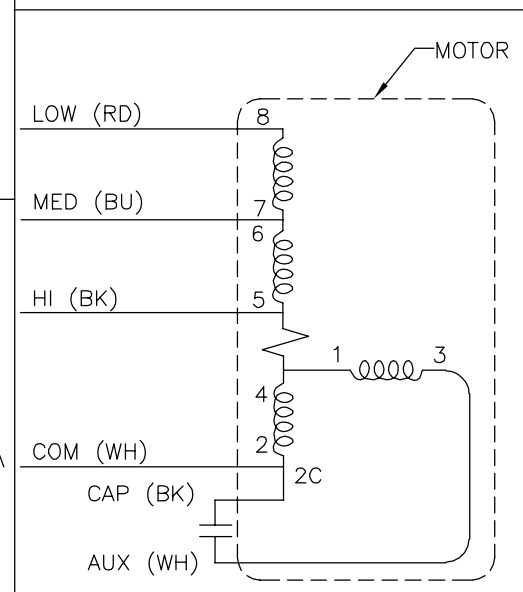 MOTOR
LOW (RD)
8
MED (BU)
7
6
HI (BK)
5
1
3
4
2
COM (WH)
2C
CAP (BK)
AUX (WH)